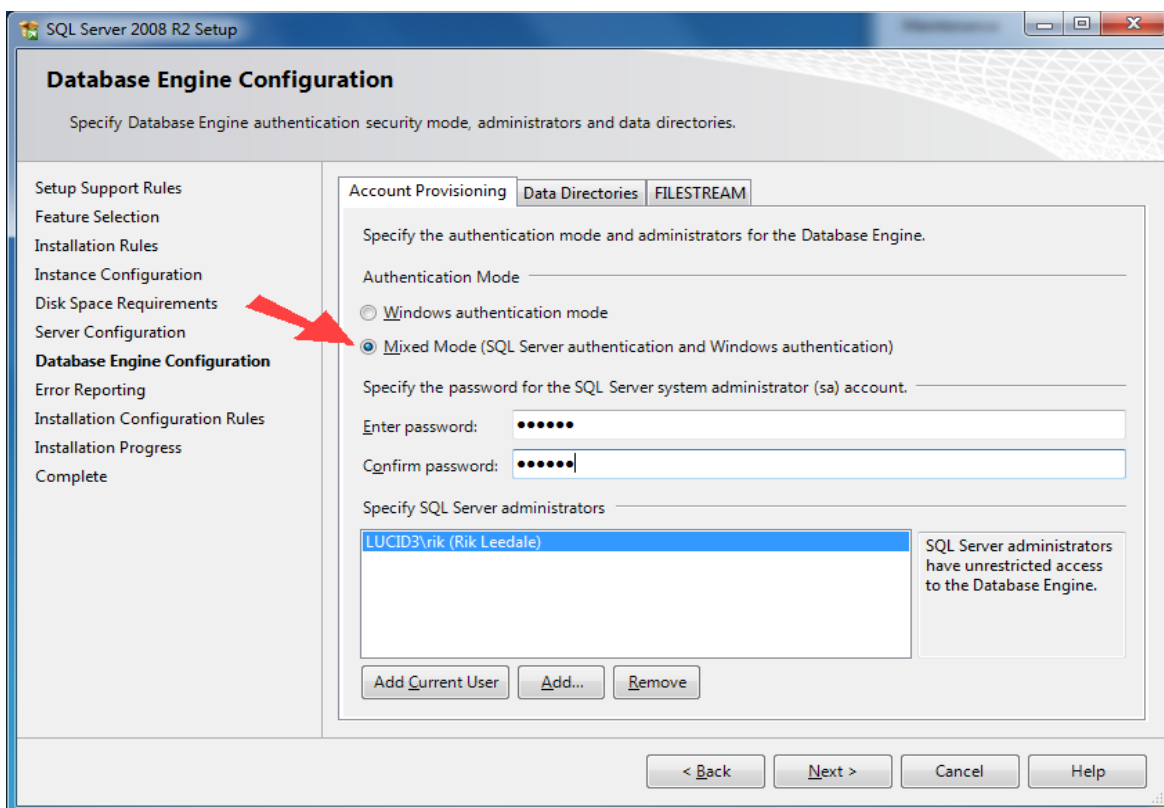 SQL Server 2008 R2 Setup
Database Engine Configuration
Specify Database Engine authentication security mode, administrators and data directories.
Setup Support Rules
Feature Selection
Installation Rules
Instance Configuration
Disk Space Requirements
Server Configuration
Database Engine Configuration
Error Reporting
Installation Configuration Rules
Installation Progress
Complete
Account Provisioning Data Directories FILESTREAM
Specify the authentication mode and administrators for the Database Engine.
Authentication Mode
Windows authentication mode
Mixed Mode (SQL Server authentication and Windows authentication)
Specify the password for the SQL Server system administrator (sa) account.
Enter password: ●●●●●●
Confirm password: ●●●●●●
Specify SQL Server administrators
LUCID3\rik (Rik Leedale)
SQL Server administrators
have unrestricted access
to the Database Engine.
Add Current User Add... Remove
< Back Next > Cancel Help